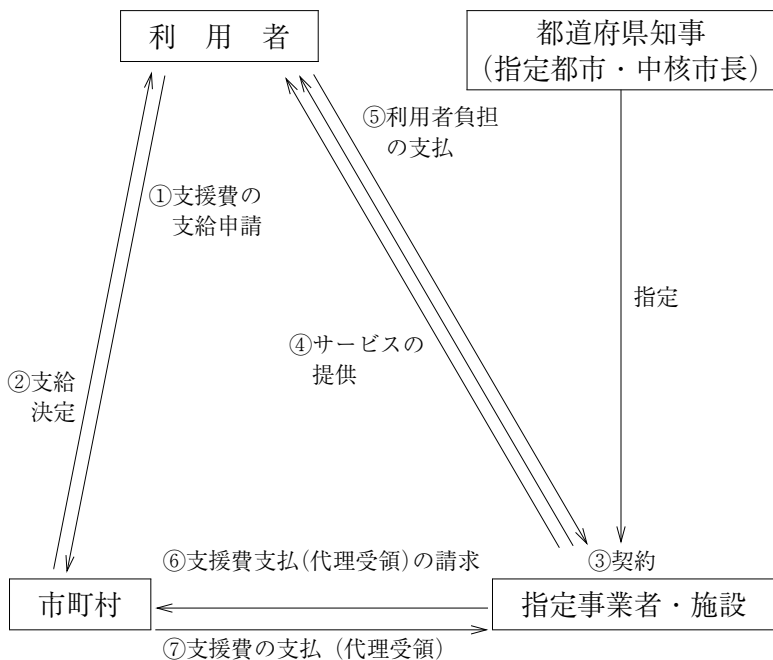 利用者
都道府県知事
(指定都市・中核市長)
⑤利用者負担
の支払
①支援費の
支給申請
指定
④サービスの
提供
②支給
決定
⑥支援費支払(代理受領)の請求
③契約
市町村
指定事業者・施設
⑦支援費の支払(代理受領)